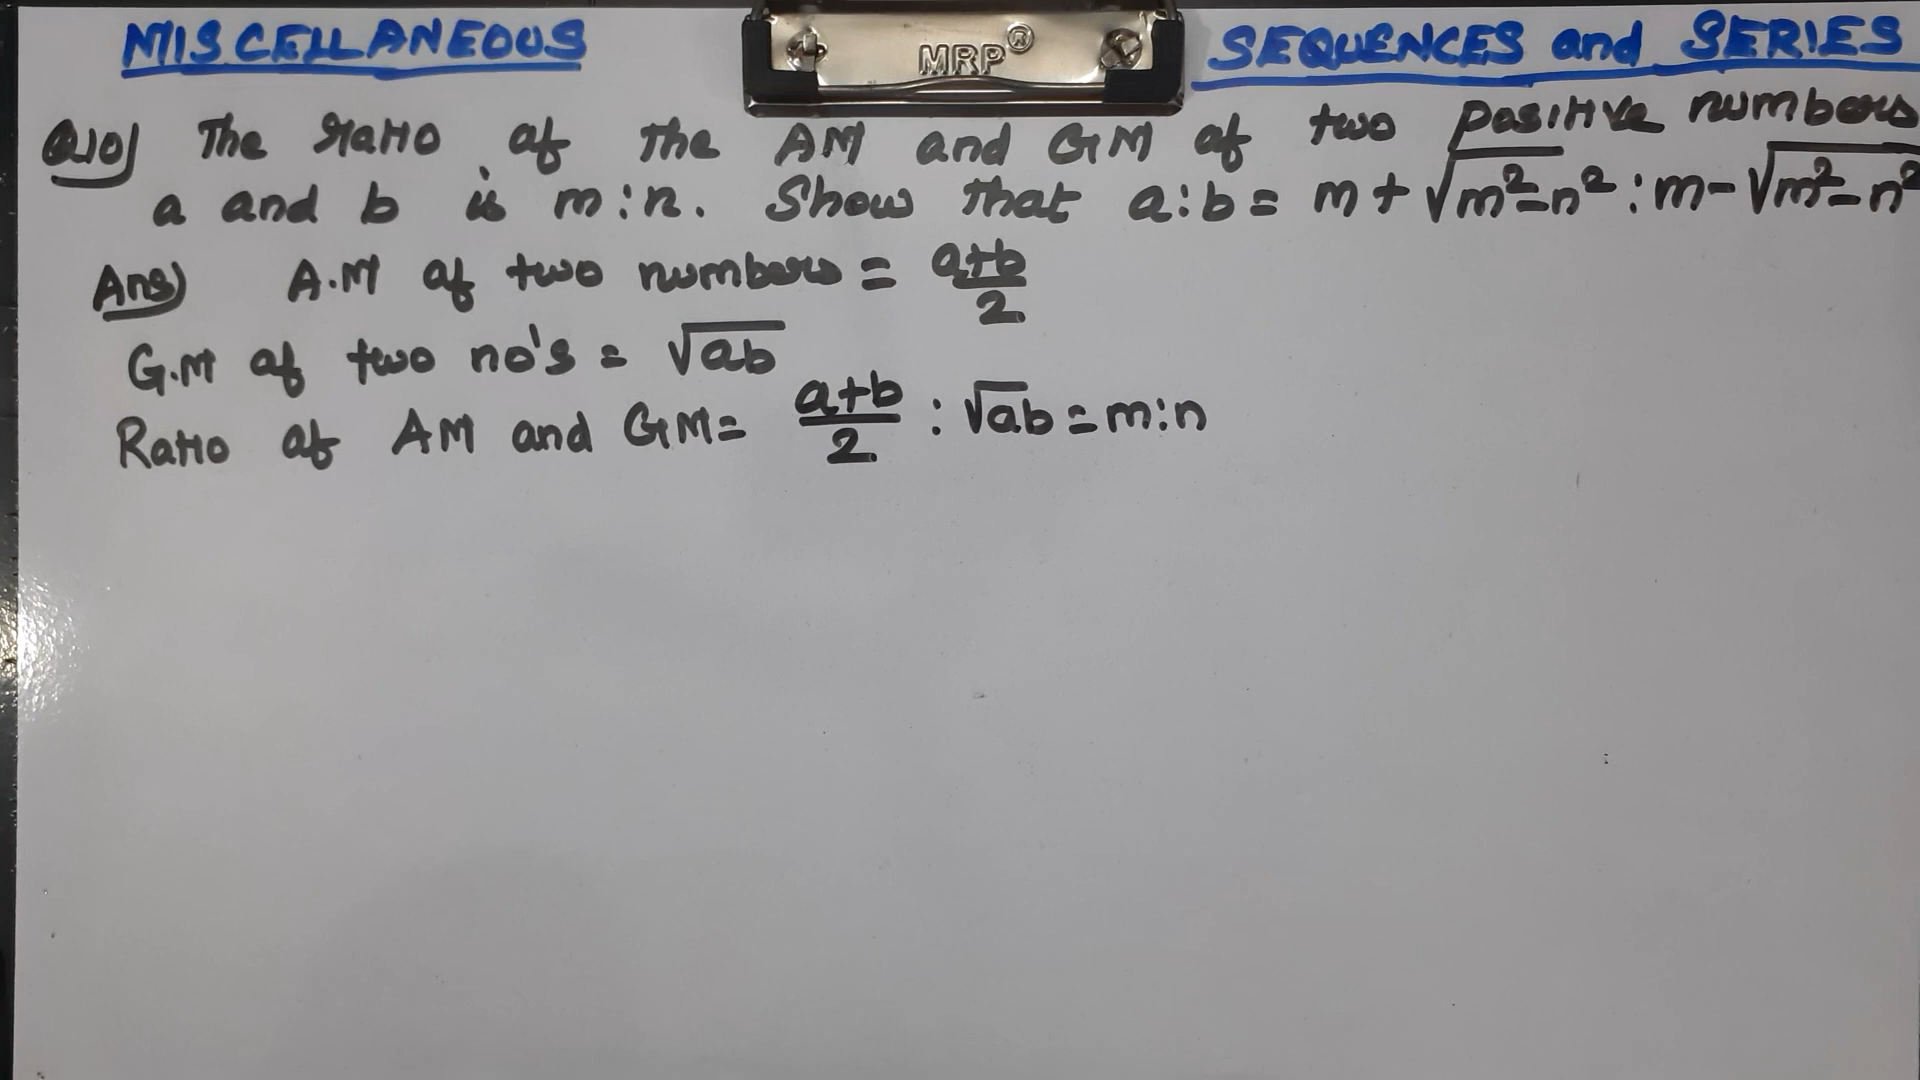 MISCELLANEOUS
MRP®
SEQUENCES and SERIES
Q10) The ratio of the AM and GM of two positive numbers
a and b is m:n. Show that a:b = m + √m²-n² : m - √m²-n²
Ans) A.M of two numbers = a+b/2
G.M of two no's = √ab
Ratio of AM and GM = a+b/2 : √ab = m:n